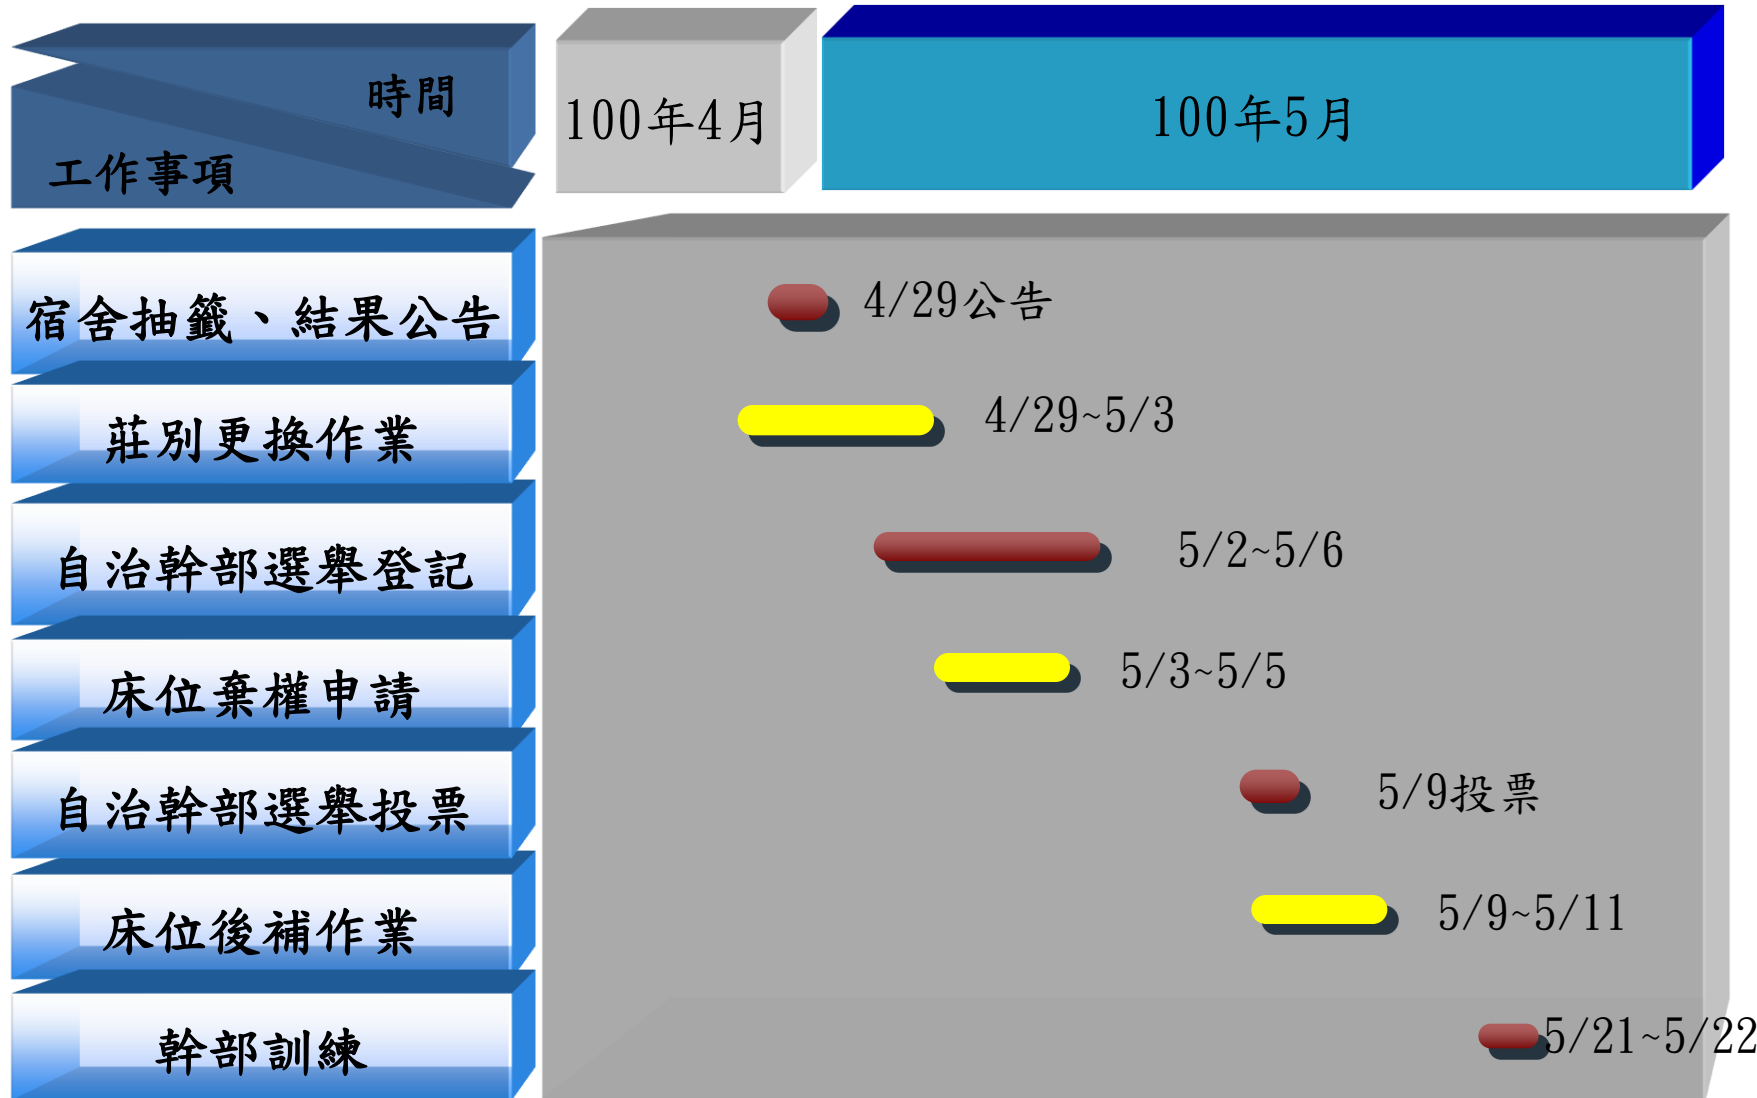 時間
工作事項
100年4月
100年5月
宿舍抽籤、結果公告
4/29公告
莊別更換作業
4/29~5/3
自治幹部選舉登記
5/2~5/6
床位棄權申請
5/3~5/5
自治幹部選舉投票
5/9投票
床位後補作業
5/9~5/11
幹部訓練
5/21~5/22